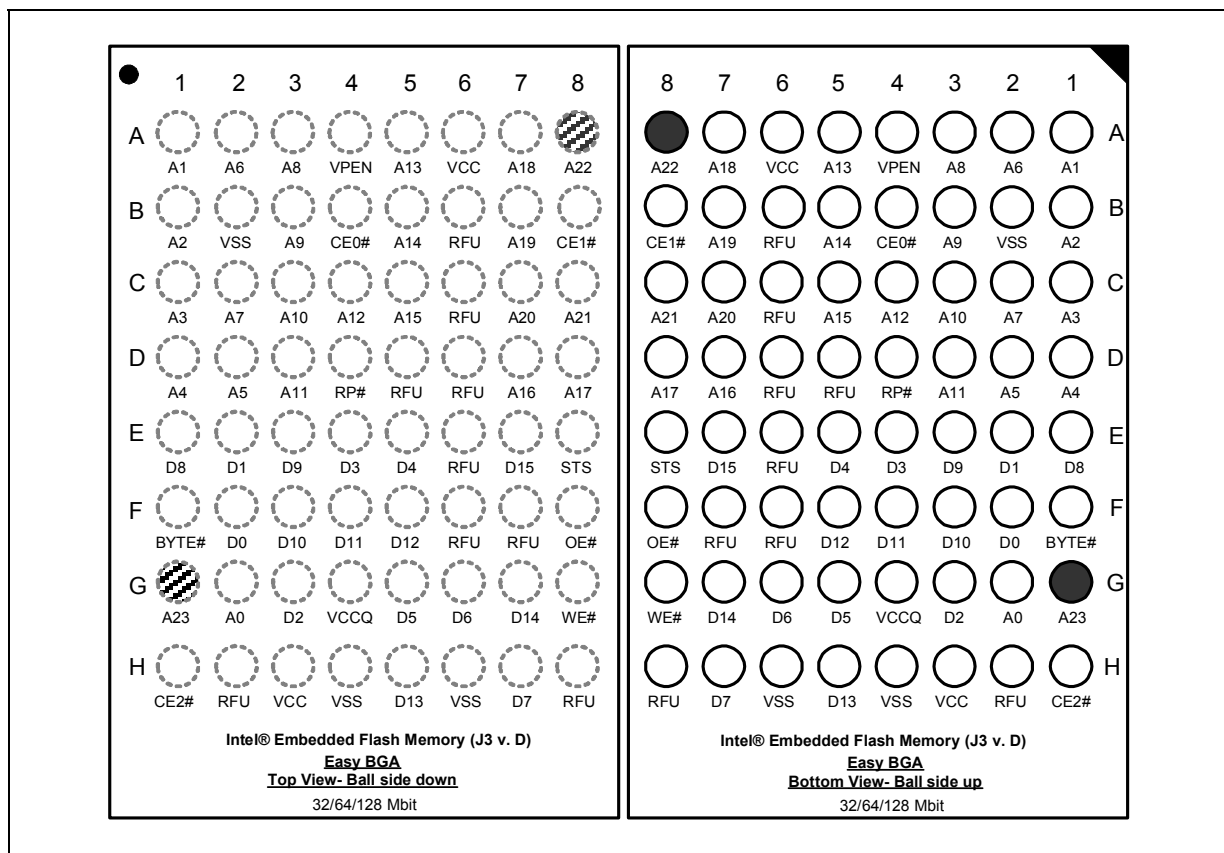 1 2 3 4 5 6 7 8
A
A1 A6 A8 VPEN A13 VCC A18 A22
B
A2 VSS A9 CE0# A14 RFU A19 CE1#
C
A3 A7 A10 A12 A15 RFU A20 A21
D
A4 A5 A11 RP# RFU RFU A16 A17
E
D8 D1 D9 D3 D4 RFU D15 STS
F
BYTE# D0 D10 D11 D12 RFU RFU OE#
G
A23 A0 D2 VCCQ D5 D6 D14 WE#
H
CE2# RFU VCC VSS D13 VSS D7 RFU
Intel® Embedded Flash Memory (J3 v. D)
Easy BGA
Top View- Ball side down
32/64/128 Mbit
8 7 6 5 4 3 2 1
A
A22 A18 VCC A13 VPEN A8 A6 A1
B
CE1# A19 RFU A14 CE0# A9 VSS A2
C
A21 A20 RFU A15 A12 A10 A7 A3
D
A17 A16 RFU RFU RP# A11 A5 A4
E
STS D15 RFU D4 D3 D9 D1 D8
F
OE# RFU RFU D12 D11 D10 D0 BYTE#
G
WE# D14 D6 D5 VCCQ D2 A0 A23
H
RFU D7 VSS D13 VSS VCC RFU CE2#
Intel® Embedded Flash Memory (J3 v. D)
Easy BGA
Bottom View- Ball side up
32/64/128 Mbit